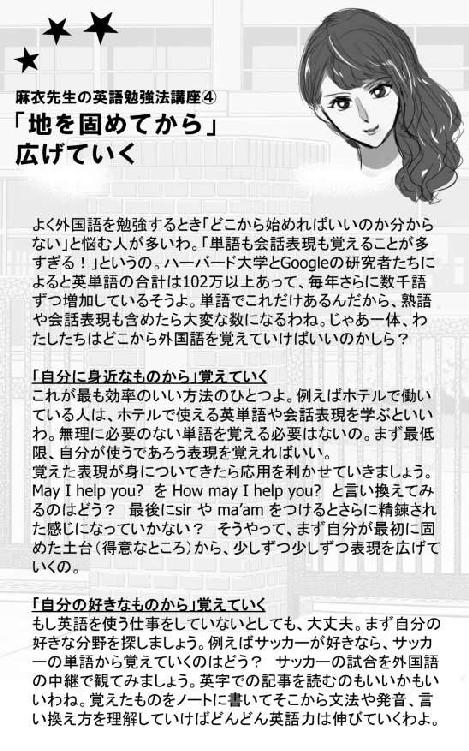 麻衣先生の英語勉強法講座④
「地を固めてから」
広げていく
よく外国語を勉強するとき「どこから始めればいいのか分から
ない」と悩む人が多いわ。「単語も会話表現も覚えることが多
すぎる！」というの。ハーバード大学とGoogleの研究者たちに
よると英単語の合計は102万以上あって、毎年さらに数千語
ずつ増加しているそうよ。単語でこれだけあるんだから、熟語
や会話表現も含めたら大変な数になるわね。じゃあ一体、わ
たしたちはどこから外国語を覚えていけばいいのかしら？
「自分に身近なものから」覚えていく
これが最も効率のいい方法のひとつよ。例えばホテルで働い
ている人は、ホテルで使える英単語や会話表現を学ぶといい
わ。無理に必要のない単語を覚える必要はないの。まず最低
限、自分が使うであろう表現を覚えればいい。
覚えた表現が身についてきたら応用を利かせていきましょう。
May I help you? を How may I help you? と言い換えてみ
るのはどう？ 最後にsir や ma'am をつけるとさらに精錬され
た感じになっていかない？ そうやって、まず自分が最初に固
めた土台（得意なところ）から、少しずつ少しずつ表現を広げて
いくの。
「自分の好きなものから」覚えていく
もし英語を使う仕事をしていないとしても、大丈夫。まず自分の
好きな分野を探しましょう。例えばサッカーが好きなら、サッカ
ーの単語から覚えていくのはどう？ サッカーの試合を外国語
の中継で観てみましょう。英字での記事を読むのもいいかもい
いわね。覚えたものをノートに書いてそこから文法や発音、言
い換え方を理解していけばどんどん英語力は伸びていくわよ。